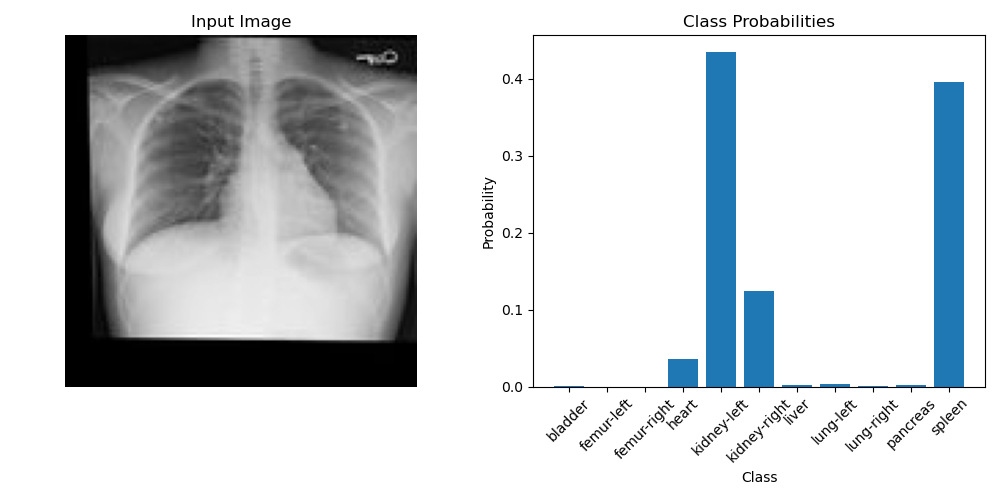 Input Image
Class Probabilities
Probability
0.4
0.3
0.2
0.1
0.0
bladder
femur-left
femur-right
heart
kidney-left
kidney-right
liver
lung-left
lung-right
pancreas
spleen
Class